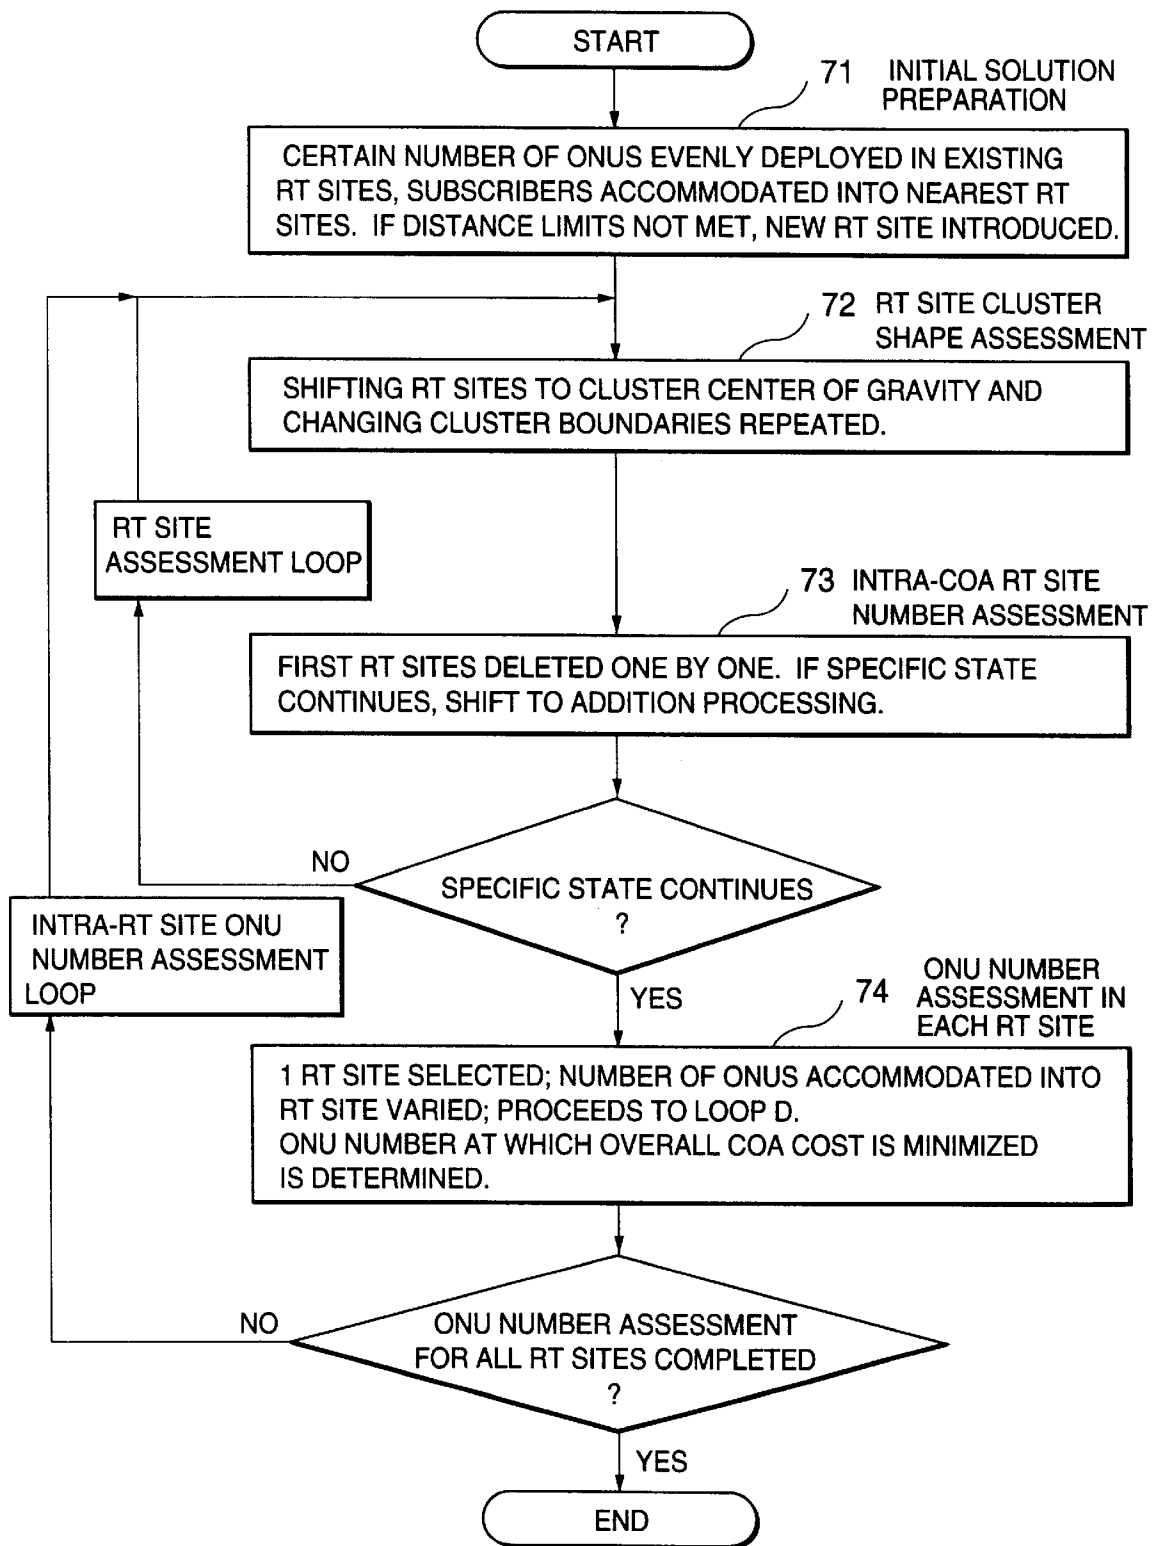 START
71 INITIAL SOLUTION
PREPARATION
CERTAIN NUMBER OF ONUS EVENLY DEPLOYED IN EXISTING
RT SITES, SUBSCRIBERS ACCOMMODATED INTO NEAREST RT
SITES. IF DISTANCE LIMITS NOT MET, NEW RT SITE INTRODUCED.
72 RT SITE CLUSTER
SHAPE ASSESSMENT
SHIFTING RT SITES TO CLUSTER CENTER OF GRAVITY AND
CHANGING CLUSTER BOUNDARIES REPEATED.
RT SITE
ASSESSMENT LOOP
73 INTRA-COA RT SITE
NUMBER ASSESSMENT
FIRST RT SITES DELETED ONE BY ONE. IF SPECIFIC STATE
CONTINUES, SHIFT TO ADDITION PROCESSING.
NO
SPECIFIC STATE CONTINUES
?
INTRA-RT SITE ONU
NUMBER ASSESSMENT
LOOP
YES
74 ONU NUMBER
ASSESSMENT IN
EACH RT SITE
1 RT SITE SELECTED; NUMBER OF ONUS ACCOMMODATED INTO
RT SITE VARIED; PROCEEDS TO LOOP D.
ONU NUMBER AT WHICH OVERALL COA COST IS MINIMIZED
IS DETERMINED.
NO
ONU NUMBER ASSESSMENT
FOR ALL RT SITES COMPLETED
?
YES
END